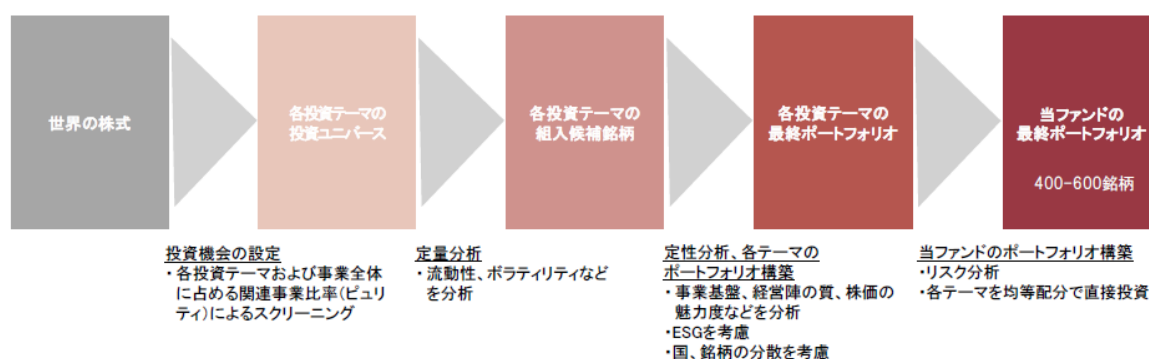 世界の株式
各投資テーマの
投資ユニバース
各投資テーマの
組入候補銘柄
各投資テーマの
最終ポートフォリオ
当ファンドの
最終ポートフォリオ
400-600銘柄
投資機会の設定
・各投資テーマおよび事業全体
に占める関連事業比率(ピュリ
ティ)によるスクリーニング
定量分析
・流動性、ボラティリティなど
を分析
定性分析、各テーマの
ポートフォリオ構築
・事業基盤、経営陣の質、株価の
魅力度などを分析
・ESGを考慮
・国、銘柄の分散を考慮
当ファンドのポートフォリオ構築
・リスク分析
・各テーマを均等配分で直接投資